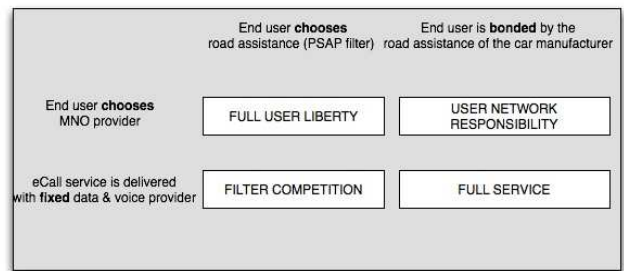 End user chooses
road assistance (PSAP filter)
End user is bonded by the
road assistance of the car manufacturer
End user chooses
MNO provider
FULL USER LIBERTY
USER NETWORK
RESPONSIBILITY
eCall service is delivered
with fixed data & voice provider
FILTER COMPETITION
FULL SERVICE